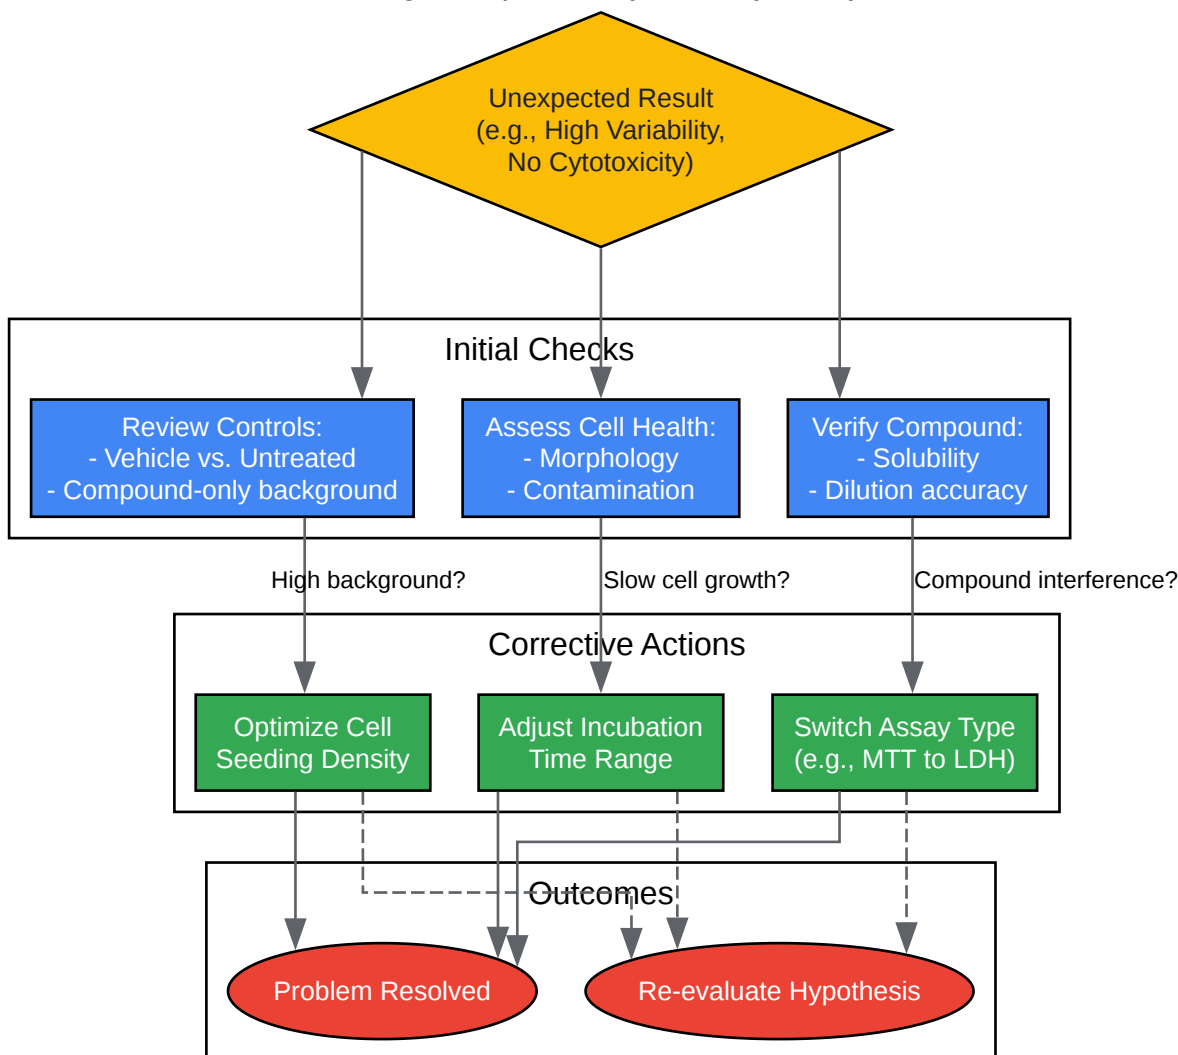 Unexpected Result
(e.g., High Variability,
No Cytotoxicity)
Initial Checks
Review Controls:
- Vehicle vs. Untreated
- Compound-only background
Assess Cell Health:
- Morphology
- Contamination
Verify Compound:
- Solubility
- Dilution accuracy
High background?
Slow cell growth?
Compound interference?
Corrective Actions
Optimize Cell
Seeding Density
Adjust Incubation
Time Range
Switch Assay Type
(e.g., MTT to LDH)
Outcomes
Problem Resolved
Re-evaluate Hypothesis